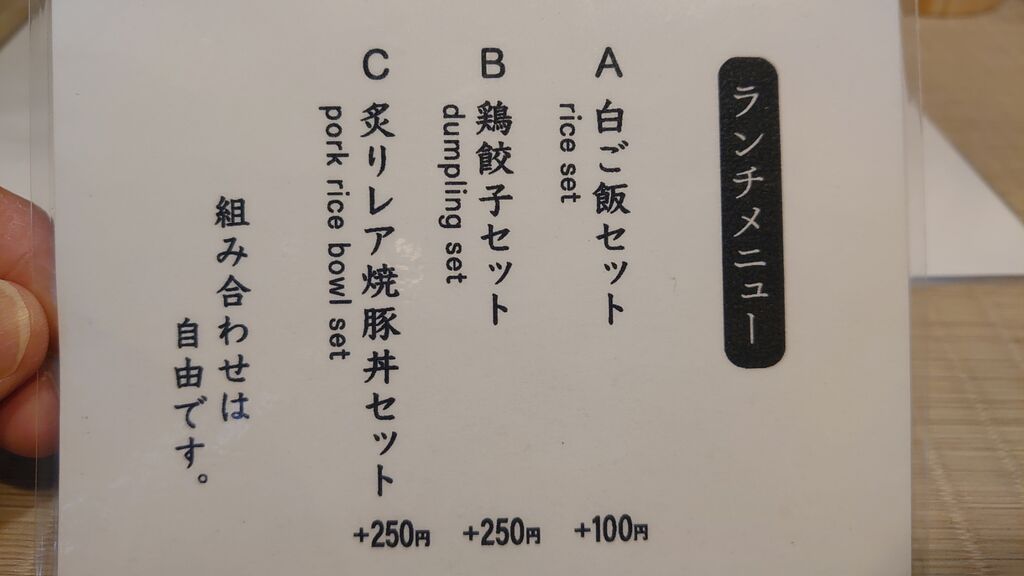 ランチメニュー
A 白ご飯セット +100円
rice set
B 鶏餃子セット +250円
dumpling set
C 炙りレア焼豚丼セット +250円
pork rice bowl set
組み合わせは
自由です。